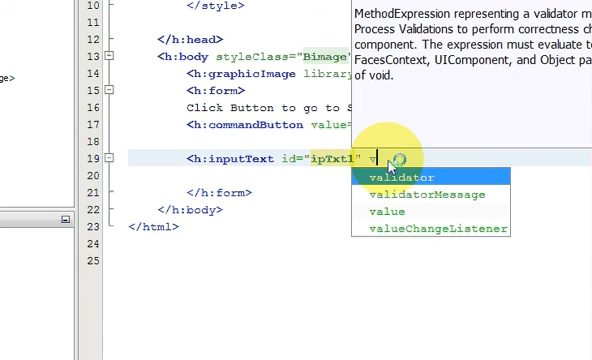 10
</style>
11
12
</h:head>
13
<h:body styleClass="Bimage"
14
<h:graphicImage library
15
<h:form>
16
Click Button to go to S
17
<h:commandButton value=
18
19
<h:inputText id="ipTxt1" v
20
21
</h:form>
22
</h:body>
23
</html>
24
25
ge>
MethodExpression representing a validator m
Process Validations to perform correctness ch
component. The expression must evaluate to
FacesContext, UIComponent, and Object pa
of void.
validator
validatorMessage
value
valueChangeListener